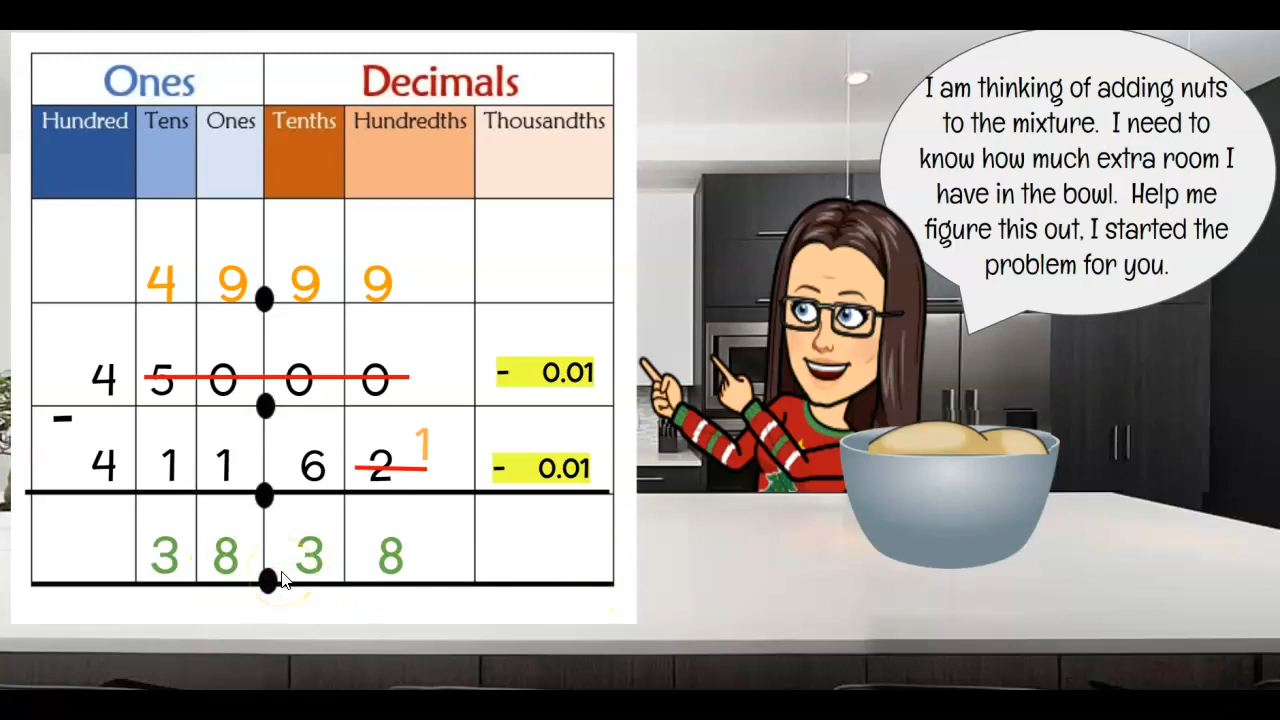 Ones Decimals
Hundred Tens Ones Tenths Hundredths Thousandths
4 9 . 9 9
4 5 0 . 0 0 - 0.01
-
1
4 1 1 . 6 2 - 0.01
3 8 . 3 8
I am thinking of adding nuts
to the mixture. I need to
know how much extra room I
have in the bowl. Help me
figure this out, I started the
problem for you.